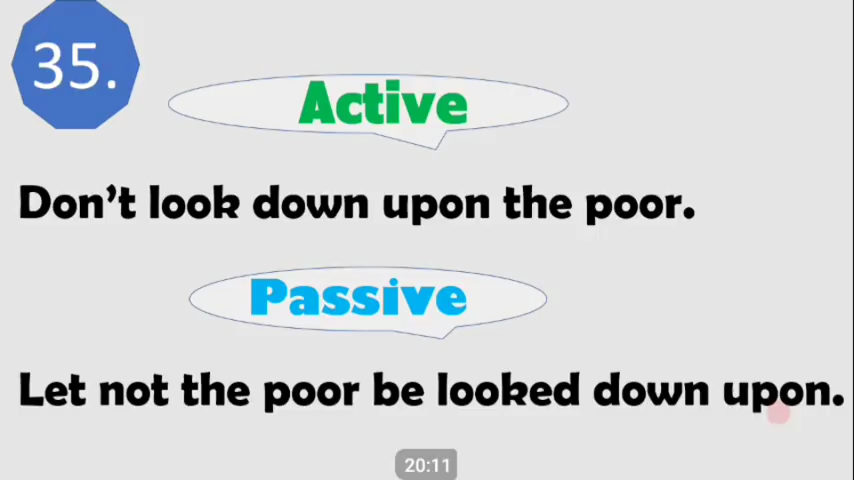 35.
Active
Don't look down upon the poor.
Passive
Let not the poor be looked down upon.
20:11